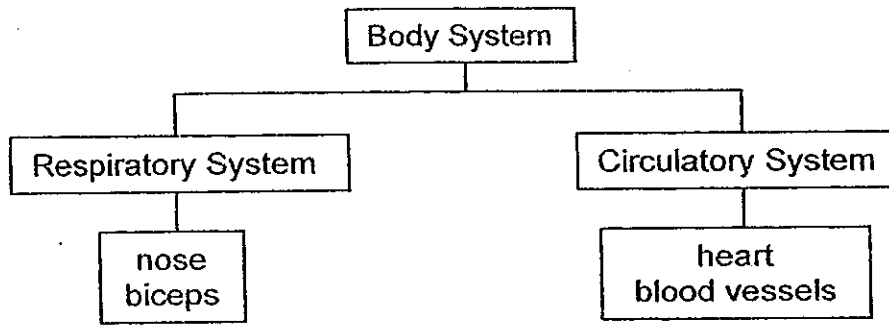 Body System
Respiratory System
Circulatory System
nose
biceps
heart
blood vessels